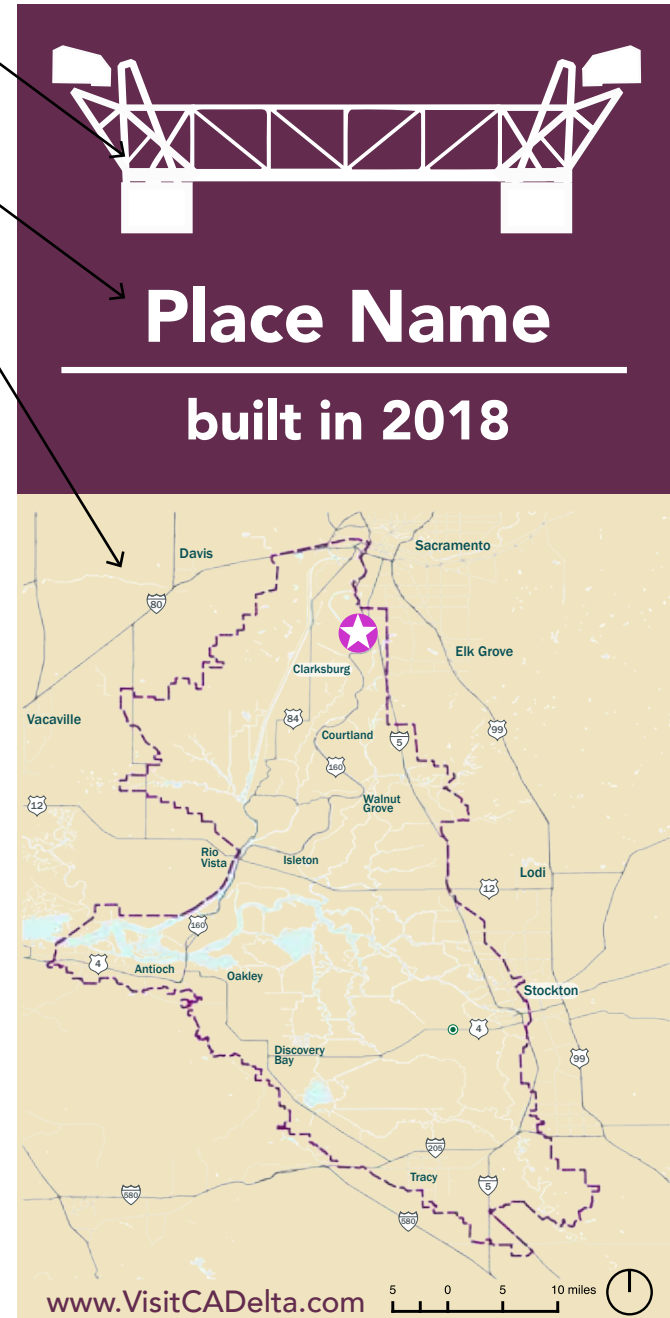 Place Name
built in 2018
Davis
Sacramento
80
Elk Grove
Clarksburg
Vacaville
84
Courtland
5
99
160
12
Walnut
Grove
Rio
Vista
Isleton
Lodi
12
160
4
Antioch
Oakley
Stockton
4
Discovery
Bay
99
205
Tracy
5
580
580
www.VisitCADelta.com
5 0 5 10 miles